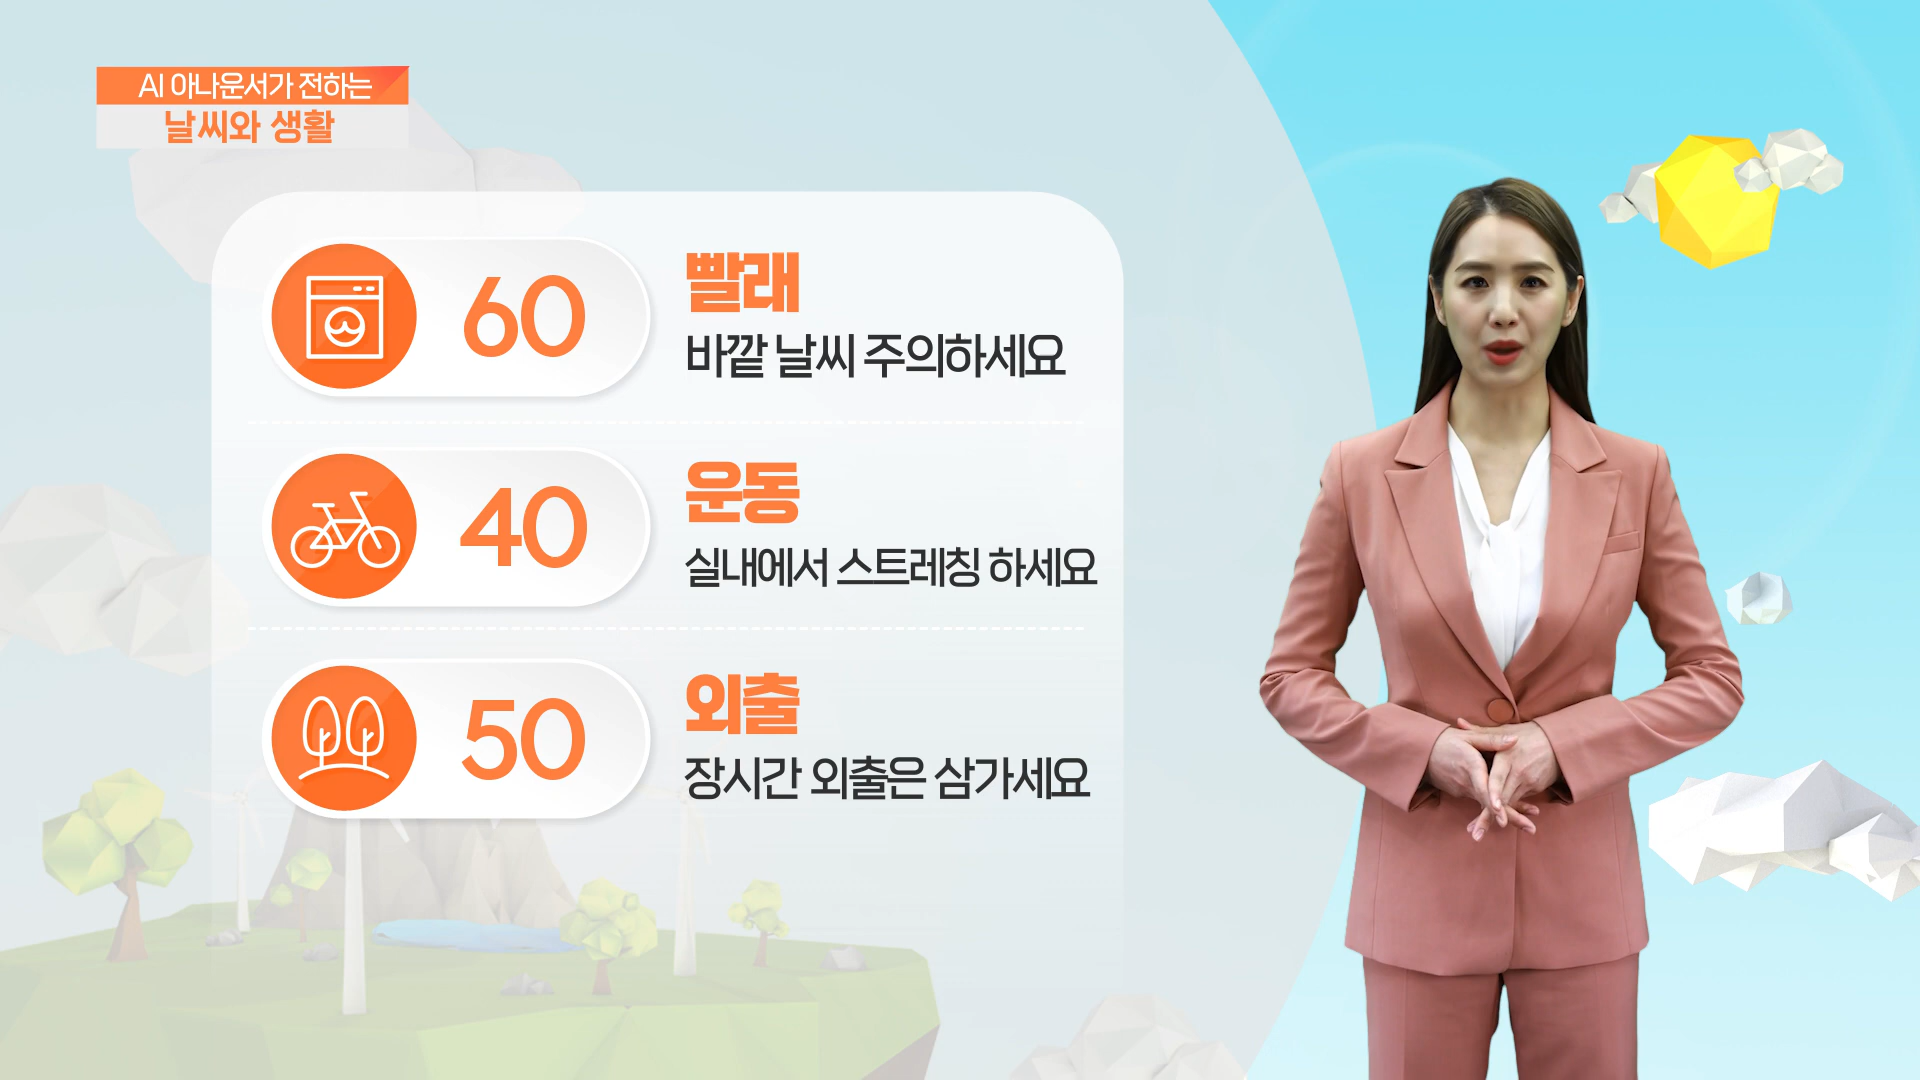 AI 아나운서가 전하는
날씨와 생활
60
빨래
바깥 날씨 주의하세요
40
운동
실내에서 스트레칭 하세요
50
외출
장시간 외출은 삼가세요